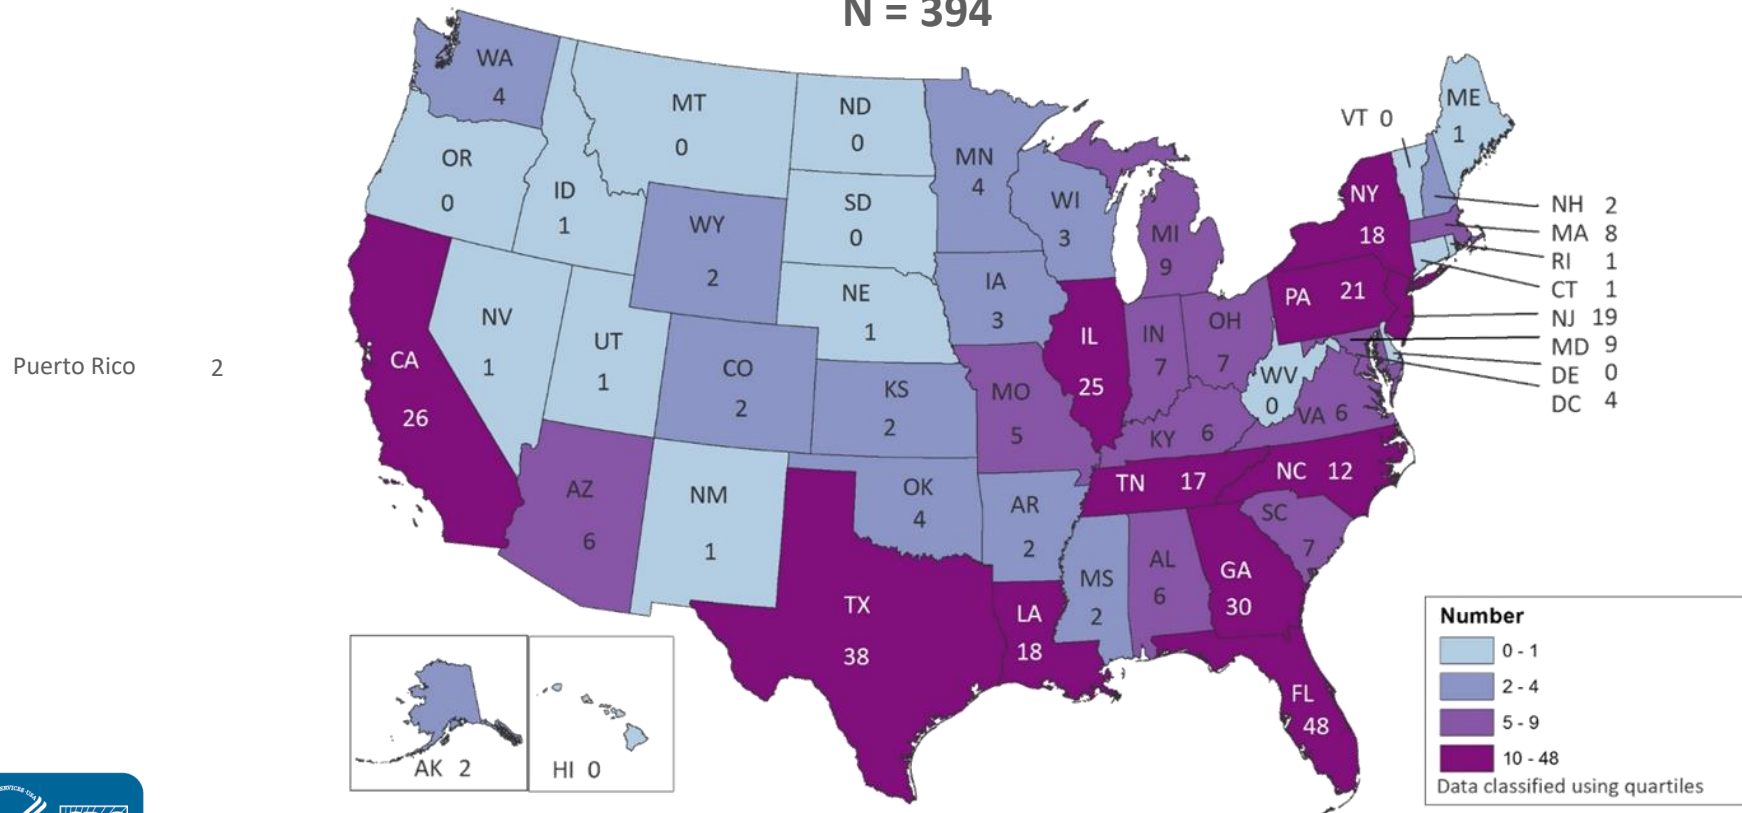 N = 394
WA
4
MT
0
ND
0
OR
0
ID
1
WY
2
SD
0
MN
4
WI
3
MI
9
VT 0
ME
1
NY
18
NH 2
MA 8
RI 1
CT 1
NJ 19
MD 9
DE 0
DC 4
NV
1
UT
1
CO
2
NE
1
IA
3
IL
25
IN
7
OH
7
PA 21
WV
0
VA 6
Puerto Rico 2
CA
26
KS
2
MO
5
KY 6
AZ
6
NM
1
OK
4
AR
2
TN 17
NC 12
SC
7
TX
38
LA
18
MS
2
AL
6
GA
30
FL
48
AK 2
HI 0
Number
0 - 1
2 - 4
5 - 9
10 - 48
Data classified using quartiles